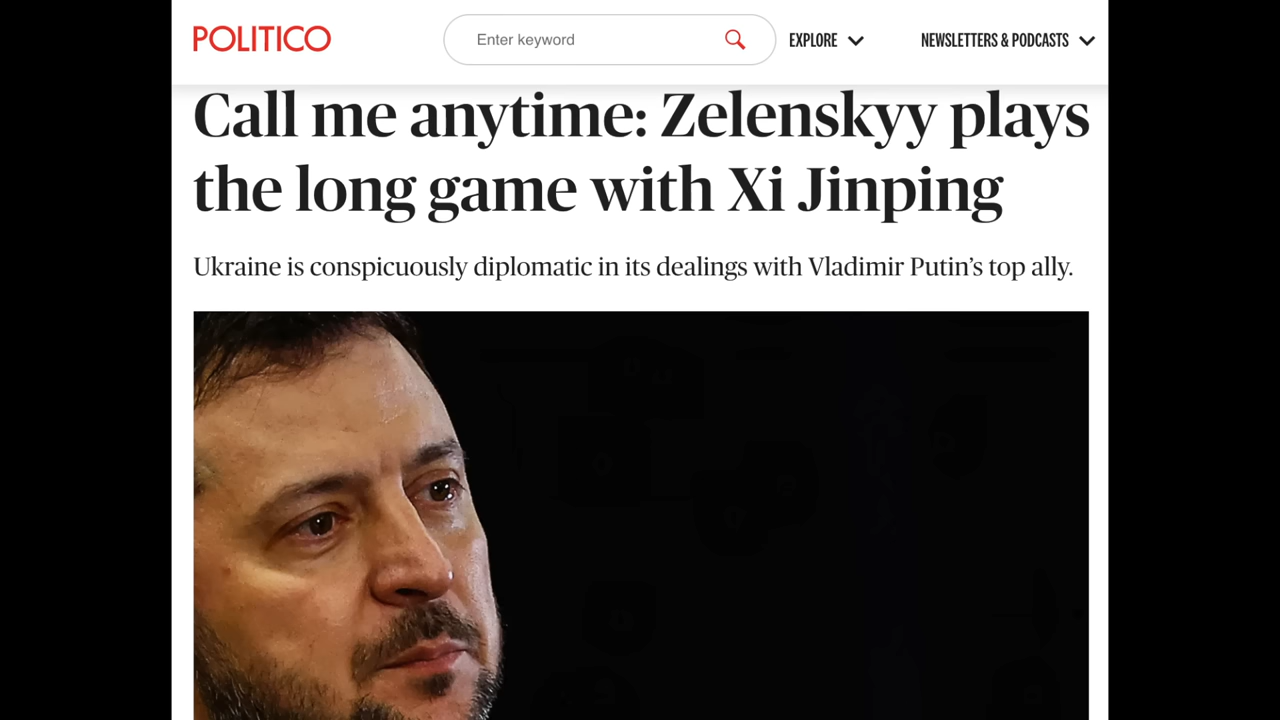 POLITICO
Enter keyword
EXPLORE
NEWSLETTERS & PODCASTS
Call me anytime: Zelenskyy plays
the long game with Xi Jinping
Ukraine is conspicuously diplomatic in its dealings with Vladimir Putin’s top ally.